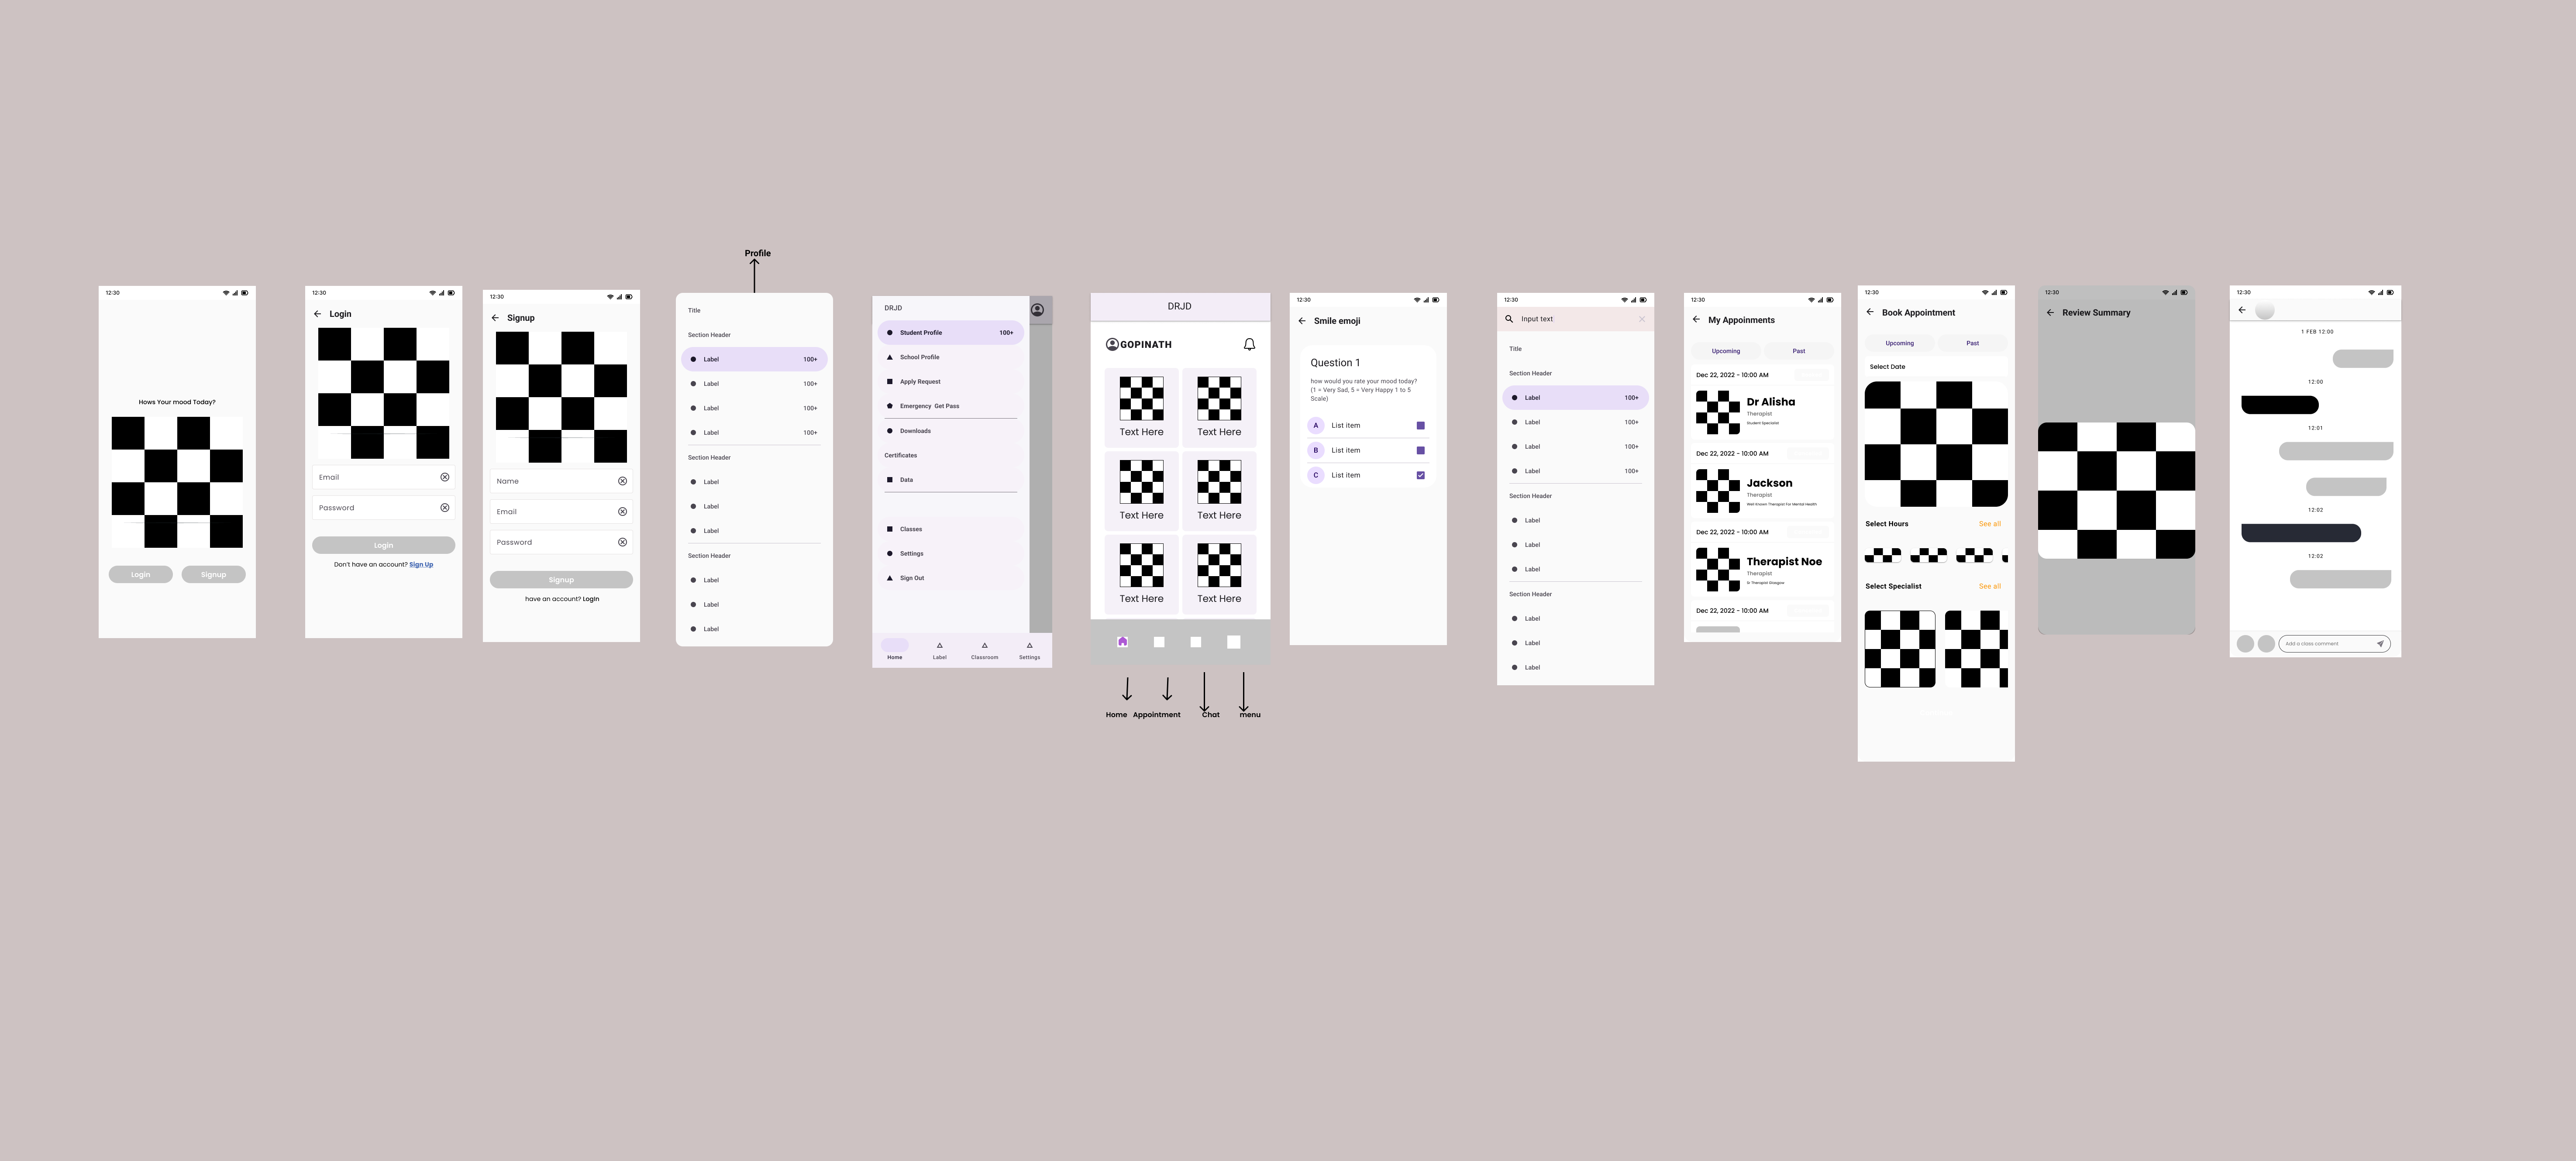 12:30
Hows Your mood Today?
Login
Signup
12:30
Login
Email
Password
Login
Don't have an account? Sign Up
12:30
Signup
Name
Email
Password
Signup
have an account? Login
Profile
Title
Section Header
Label 100+
Label 100+
Label 100+
Label 100+
Section Header
Label
Label
Label
Section Header
Label
Label
Label
DRJD
Student Profile 100+
School Profile
Apply Request
Emergency Get Pass
Downloads
Certificates
Data
Classes
Settings
Sign Out
Home Label Classroom Settings
DRJD
GOPINATH
Text Here Text Here
Text Here Text Here
Text Here Text Here
Home Appointment Chat menu
12:30
Smile emoji
Question 1
how would you rate your mood today?
(1 = Very Sad, 5 = Very Happy 1 to 5
Scale)
A List item
B List item
C List item
12:30
Input text
Title
Section Header
Label 100+
Label 100+
Label 100+
Label 100+
Section Header
Label
Label
Label
Section Header
Label
Label
Label
12:30
My Appoinments
Upcoming Past
Dec 22, 2022 - 10:00 AM
Dr Alisha
Therapist
Student Specialist
Dec 22, 2022 - 10:00 AM
Jackson
Therapist
Well Known Therapist For Mental Health
Dec 22, 2022 - 10:00 AM
Therapist Noe
Therapist
Dec 22, 2022 - 10:00 AM
12:30
Book Appointment
Upcoming Past
Select Date
Select Hours See all
Select Specialist See all
12:30
Review Summary
12:30
1 FEB 12:00
12:00
12:01
12:02
12:02
Add a class comment